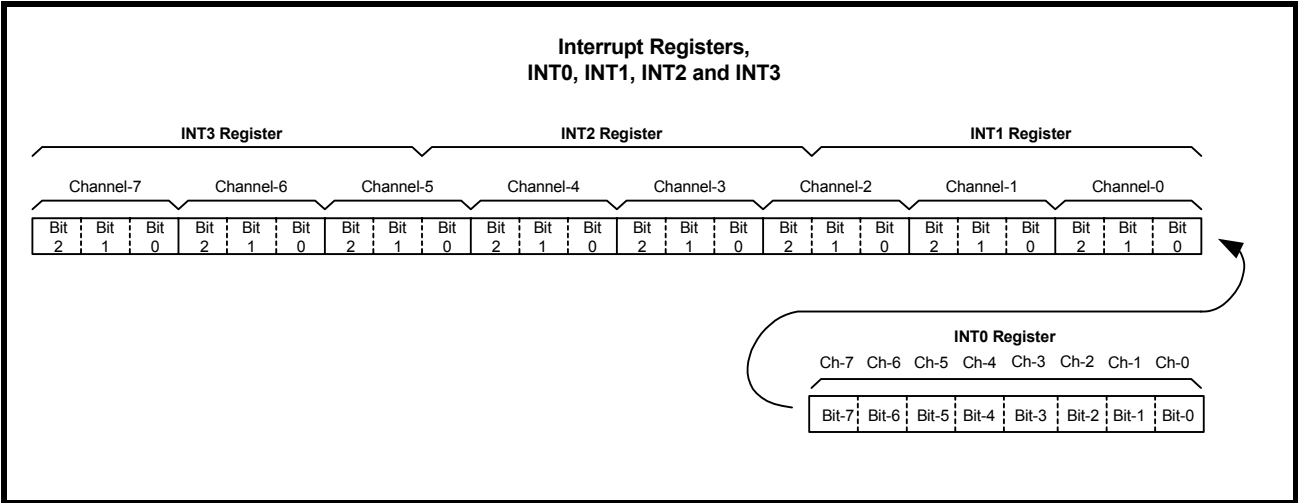 Interrupt Registers,
INT0, INT1, INT2 and INT3
INT3 Register INT2 Register INT1 Register
Channel-7 Channel-6 Channel-5 Channel-4 Channel-3 Channel-2 Channel-1 Channel-0
Bit Bit Bit Bit Bit Bit Bit Bit Bit Bit Bit Bit Bit Bit Bit Bit Bit Bit Bit Bit Bit Bit Bit Bit
2 1 0 2 1 0 2 1 0 2 1 0 2 1 0 2 1 0 2 1 0 2 1 0
INT0 Register
Ch-7 Ch-6 Ch-5 Ch-4 Ch-3 Ch-2 Ch-1 Ch-0
Bit-7 Bit-6 Bit-5 Bit-4 Bit-3 Bit-2 Bit-1 Bit-0